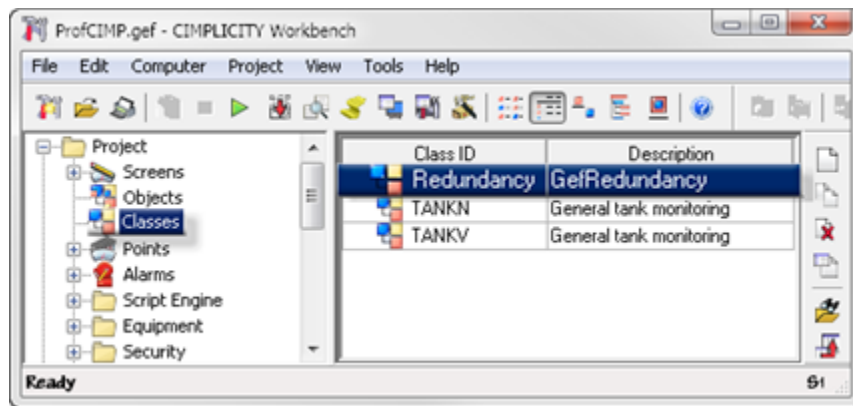 ProfCIMP.gef - CIMPLICITY Workbench
File Edit Computer Project View Tools Help
Project
Screens
Objects
Classes
Points
Alarms
Script Engine
Equipment
Security
Class ID Description
Redundancy GefRedundancy
TANKN General tank monitoring
TANKV General tank monitoring
Ready